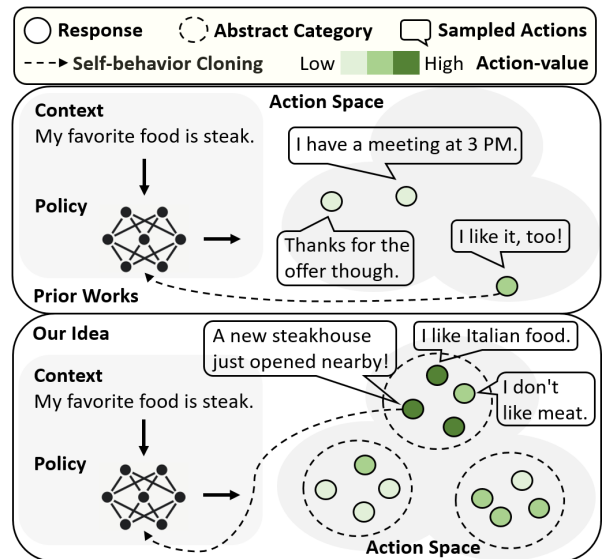 Response
Abstract Category
Sampled Actions
Self-behavior Cloning
Low
High
Action-value
Action Space
Context
My favorite food is steak.
I have a meeting at 3 PM.
Policy
Thanks for the
offer though.
I like it, too!
Prior Works
Our Idea
A new steakhouse
just opened nearby!
I like Italian food.
Context
My favorite food is steak.
I don't
like meat.
Policy
Action Space